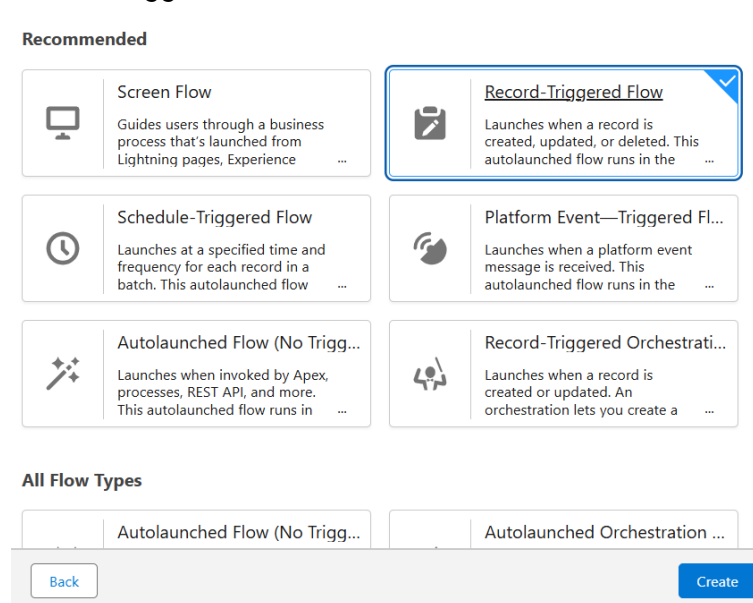 Recommended
Screen Flow
Guides users through a business
process that's launched from
Lightning pages, Experience ...
Record-Triggered Flow
Launches when a record is
created, updated, or deleted. This
autolaunched flow runs in the ...
Schedule-Triggered Flow
Launches at a specified time and
frequency for each record in a
batch. This autolaunched flow ...
Platform Event—Triggered Fl...
Launches when a platform event
message is received. This
autolaunched flow runs in the ...
Autolaunched Flow (No Trigg...
Launches when invoked by Apex,
processes, REST API, and more.
This autolaunched flow runs in ...
Record-Triggered Orchestrati...
Launches when a record is
created or updated. An
orchestration lets you create a ...
All Flow Types
Autolaunched Flow (No Trigg...
Autolaunched Orchestration ...
Back
Create